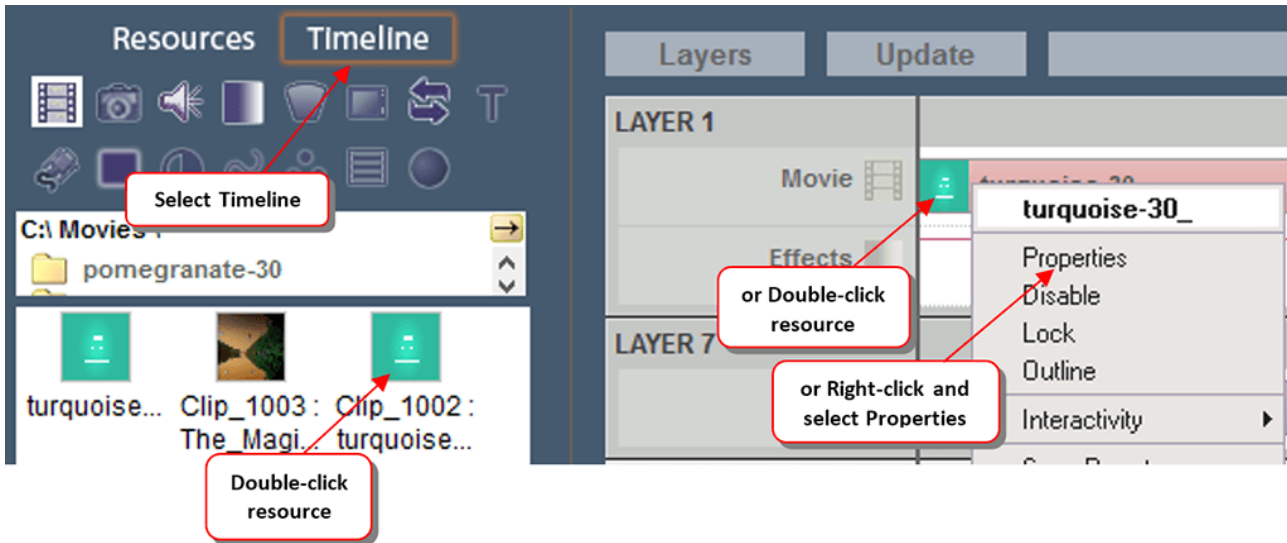 Resources Timeline
Layers Update
T
LAYER 1
Movie
Select Timeline
turquoise-30_
C:\ Movies \
pomegranate-30
Effects
Properties
or Double-click
resource
Disable
Lock
LAYER 7
Outline
or Right-click and
select Properties
Interactivity
turquoise... Clip_1003 : Clip_1002 :
The_Magi... turquoise...
Double-click
resource